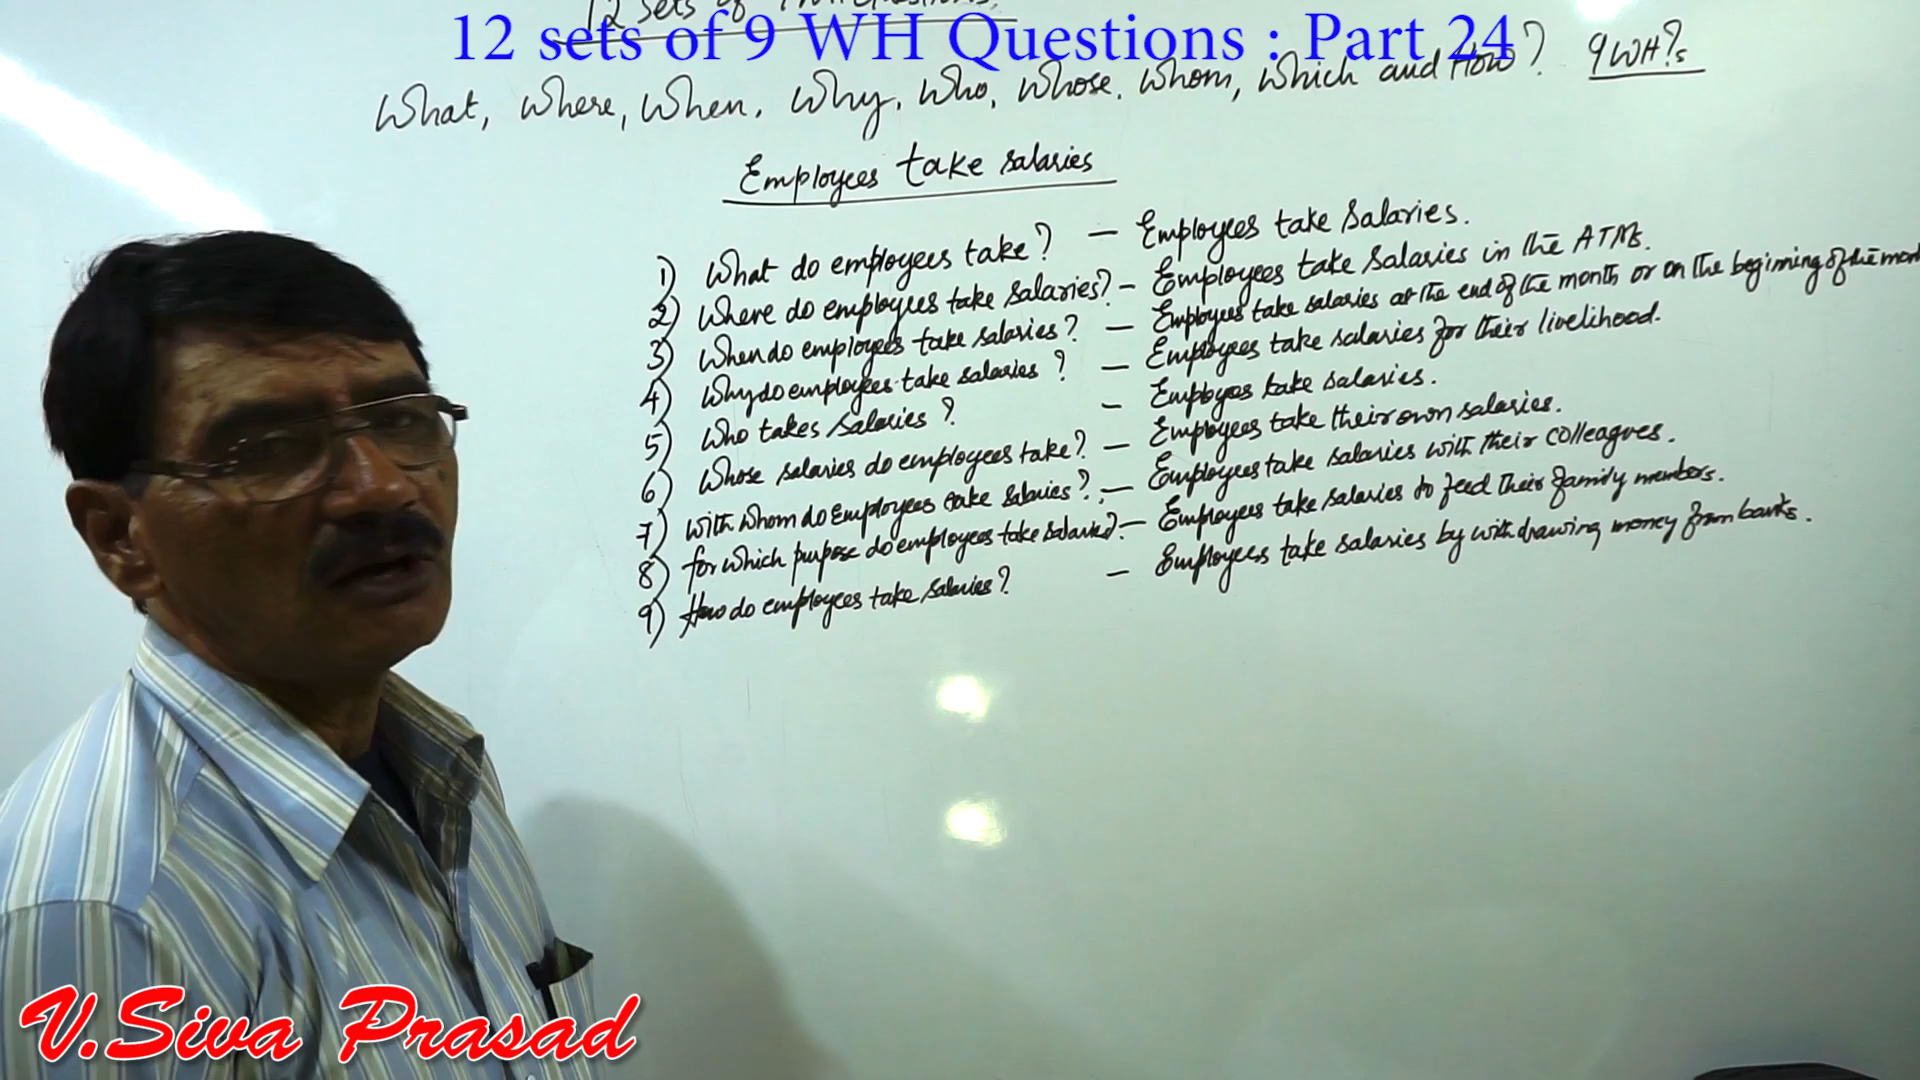 12 sets of
12 sets of 9 WH Questions : Part 24
What, Where, When, Why, Who, Whose, Whom, Which and How? 9WH?s
Employees take salaries
1) What do employees take? - Employees take Salaries.
2) Where do employees take Salaries? - Employees take Salaries in the ATMs.
3) When do employees take salaries? - Employees take salaries at the end of the month or on the beginning of the
4) Why do employees take salaries? - Employees take salaries for their livelihood.
5) Who takes Salaries? - Employees take salaries.
6) Whose salaries do employees take? - Employees take their own salaries.
7) With whom do Employees take salaries? - Employees take salaries with their colleagues.
8) for which purpose do employees take salaries? - Employees take salaries to feed their family members.
9) How do employees take salaries? - Employees take salaries by withdrawing money from banks.
V.Siva Prasad